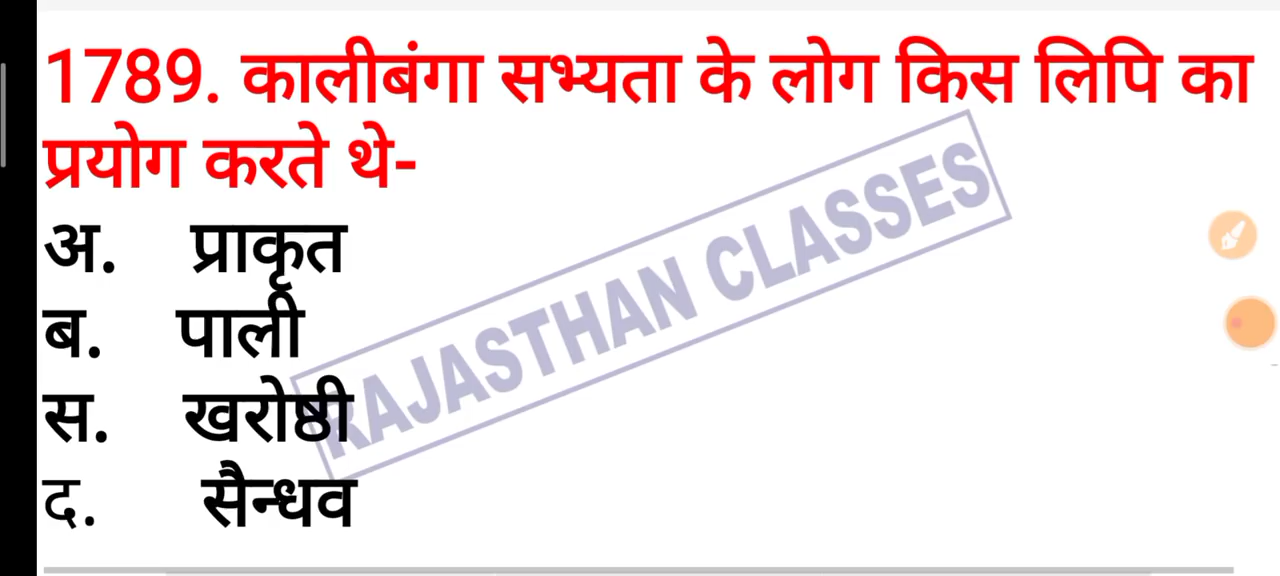 1789. कालीबंगा सभ्यता के लोग किस लिपि का
प्रयोग करते थे-
अ. प्राकृत
ब. पाली
स. खरोष्ठी
द. सैन्धव
RAJASTHAN CLASSES